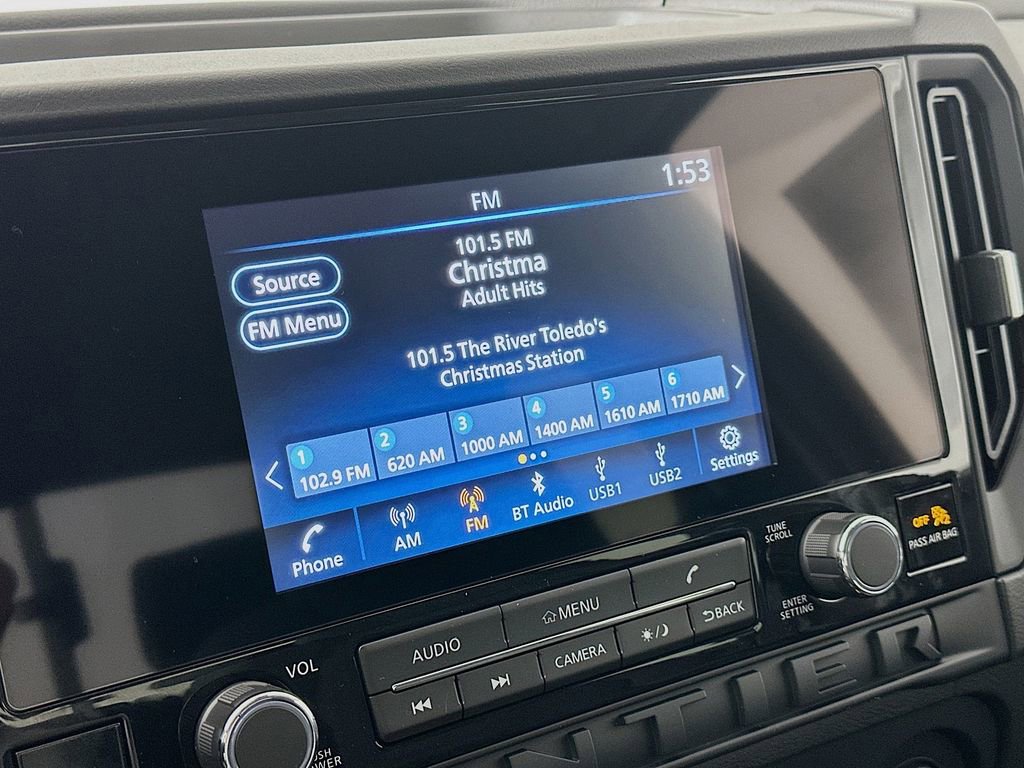 FM
1:53
101.5 FM
Christma
Adult Hits
Source
FM Menu
101.5 The River Toledo's
Christmas Station
1
102.9 FM
2
620 AM
3
1000 AM
4
1400 AM
5
1610 AM
6
1710 AM
Phone
AM
FM
BT Audio
USB1
USB2
Settings
TUNE
SCROLL
OFF
2
PASS AIR BAG
ENTER
SETTING
AUDIO
MENU
CAMERA
BACK
VOL
NTIER